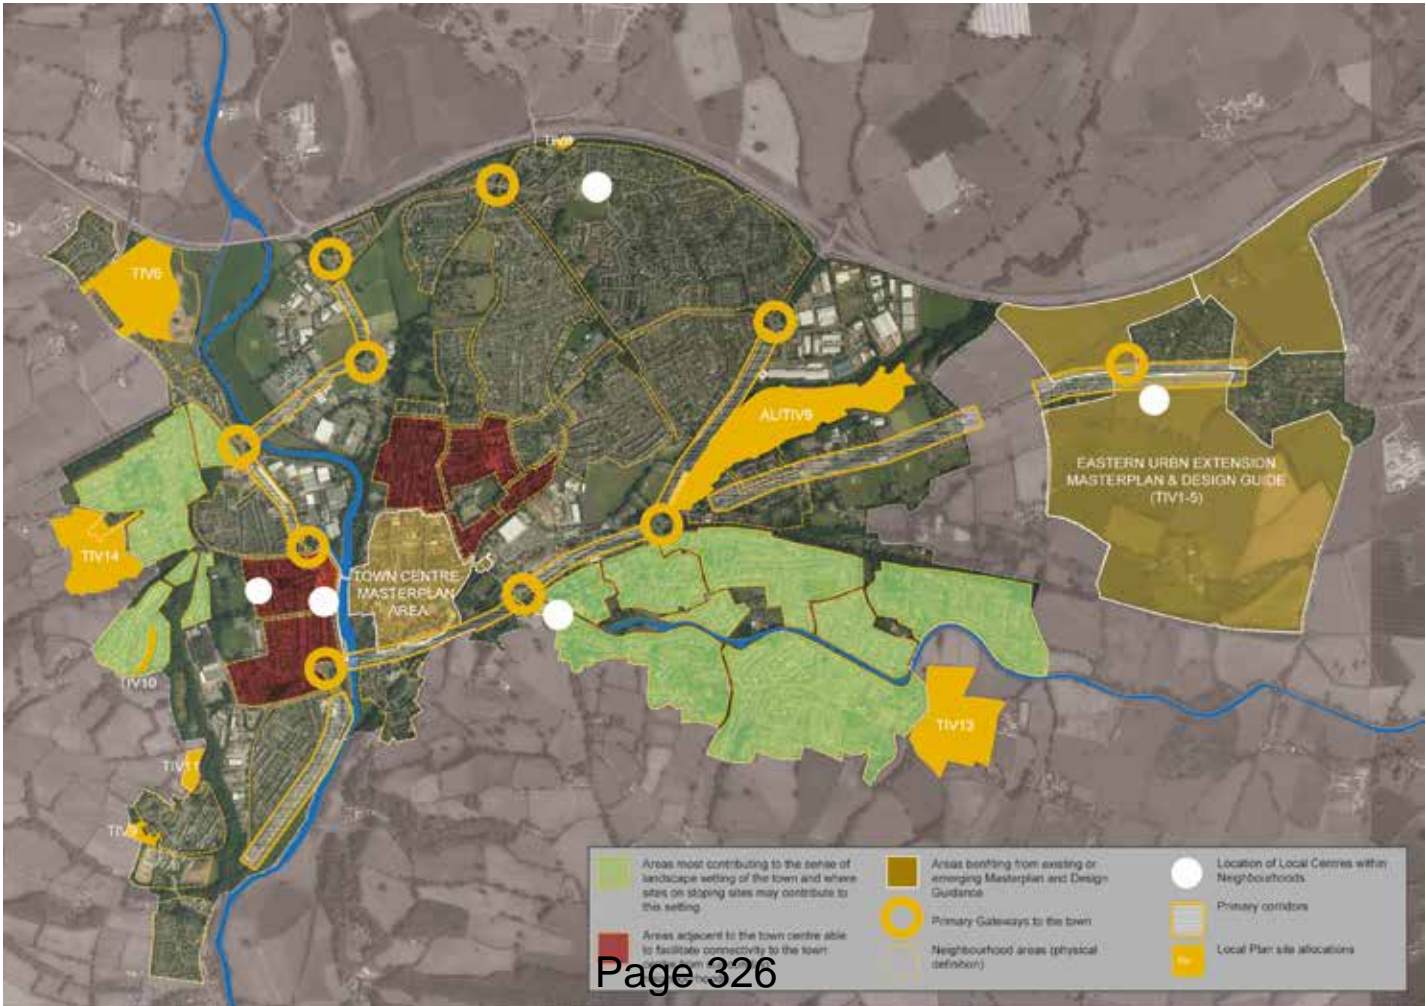 TIV6
AL/TIV9
EASTERN URBN EXTENSION
MASTERPLAN & DESIGN GUIDE
(TIV1-5)
TIV14
TOWN CENTRE
MASTERPLAN
AREA
TIV10
TIV13
TIV11
Areas most contributing to the sense of
landscape setting of the town and where
sites on sloping sites may contribute to
this setting
Areas adjacent to the town centre able
to facilitate connectivity to the town
Areas benfiting from existing or
emerging Masterplan and Design
Guidance
Primary Gateways to the town
Neighbourhood areas (physical
definition)
Location of Local Centres within
Neighbourhoods
Primary corridors
Local Plan site allocations
Page 326